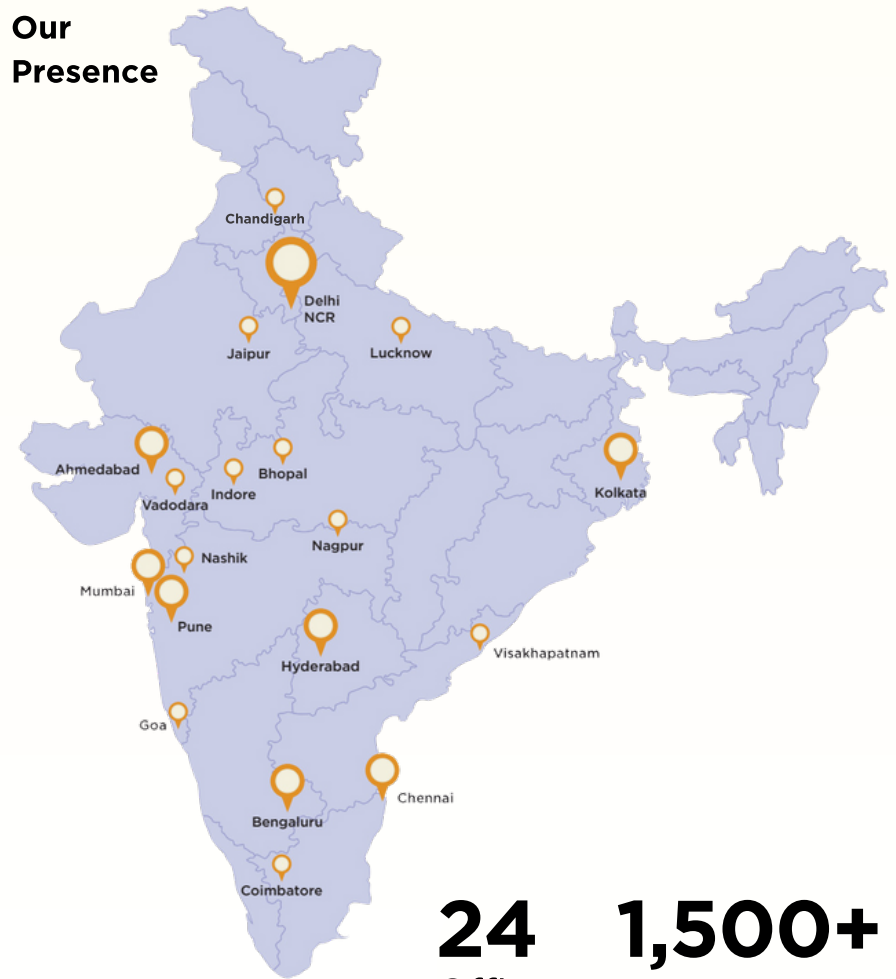 Our
Presence
Chandigarh
Delhi
NCR
Jaipur
Lucknow
Ahmedabad
Vadodara
Indore
Bhopal
Kolkata
Nagpur
Nashik
Mumbai
Pune
Hyderabad
Visakhapatnam
Goa
Bengaluru
Chennai
Coimbatore
24
1,500+